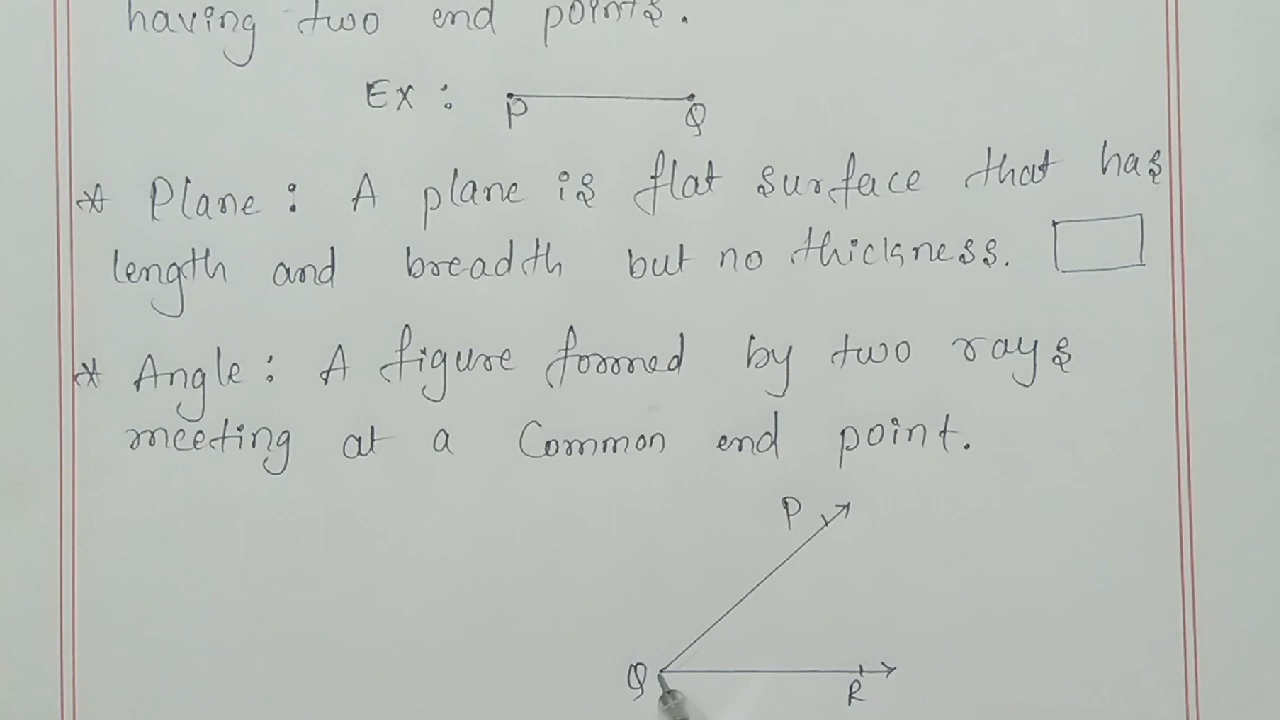 having two end points.
Ex : P Q
* Plane : A plane is flat surface that has
length and breadth but no thickness.
* Angle : A figure formed by two rays
meeting at a Common end point.
P
Q R